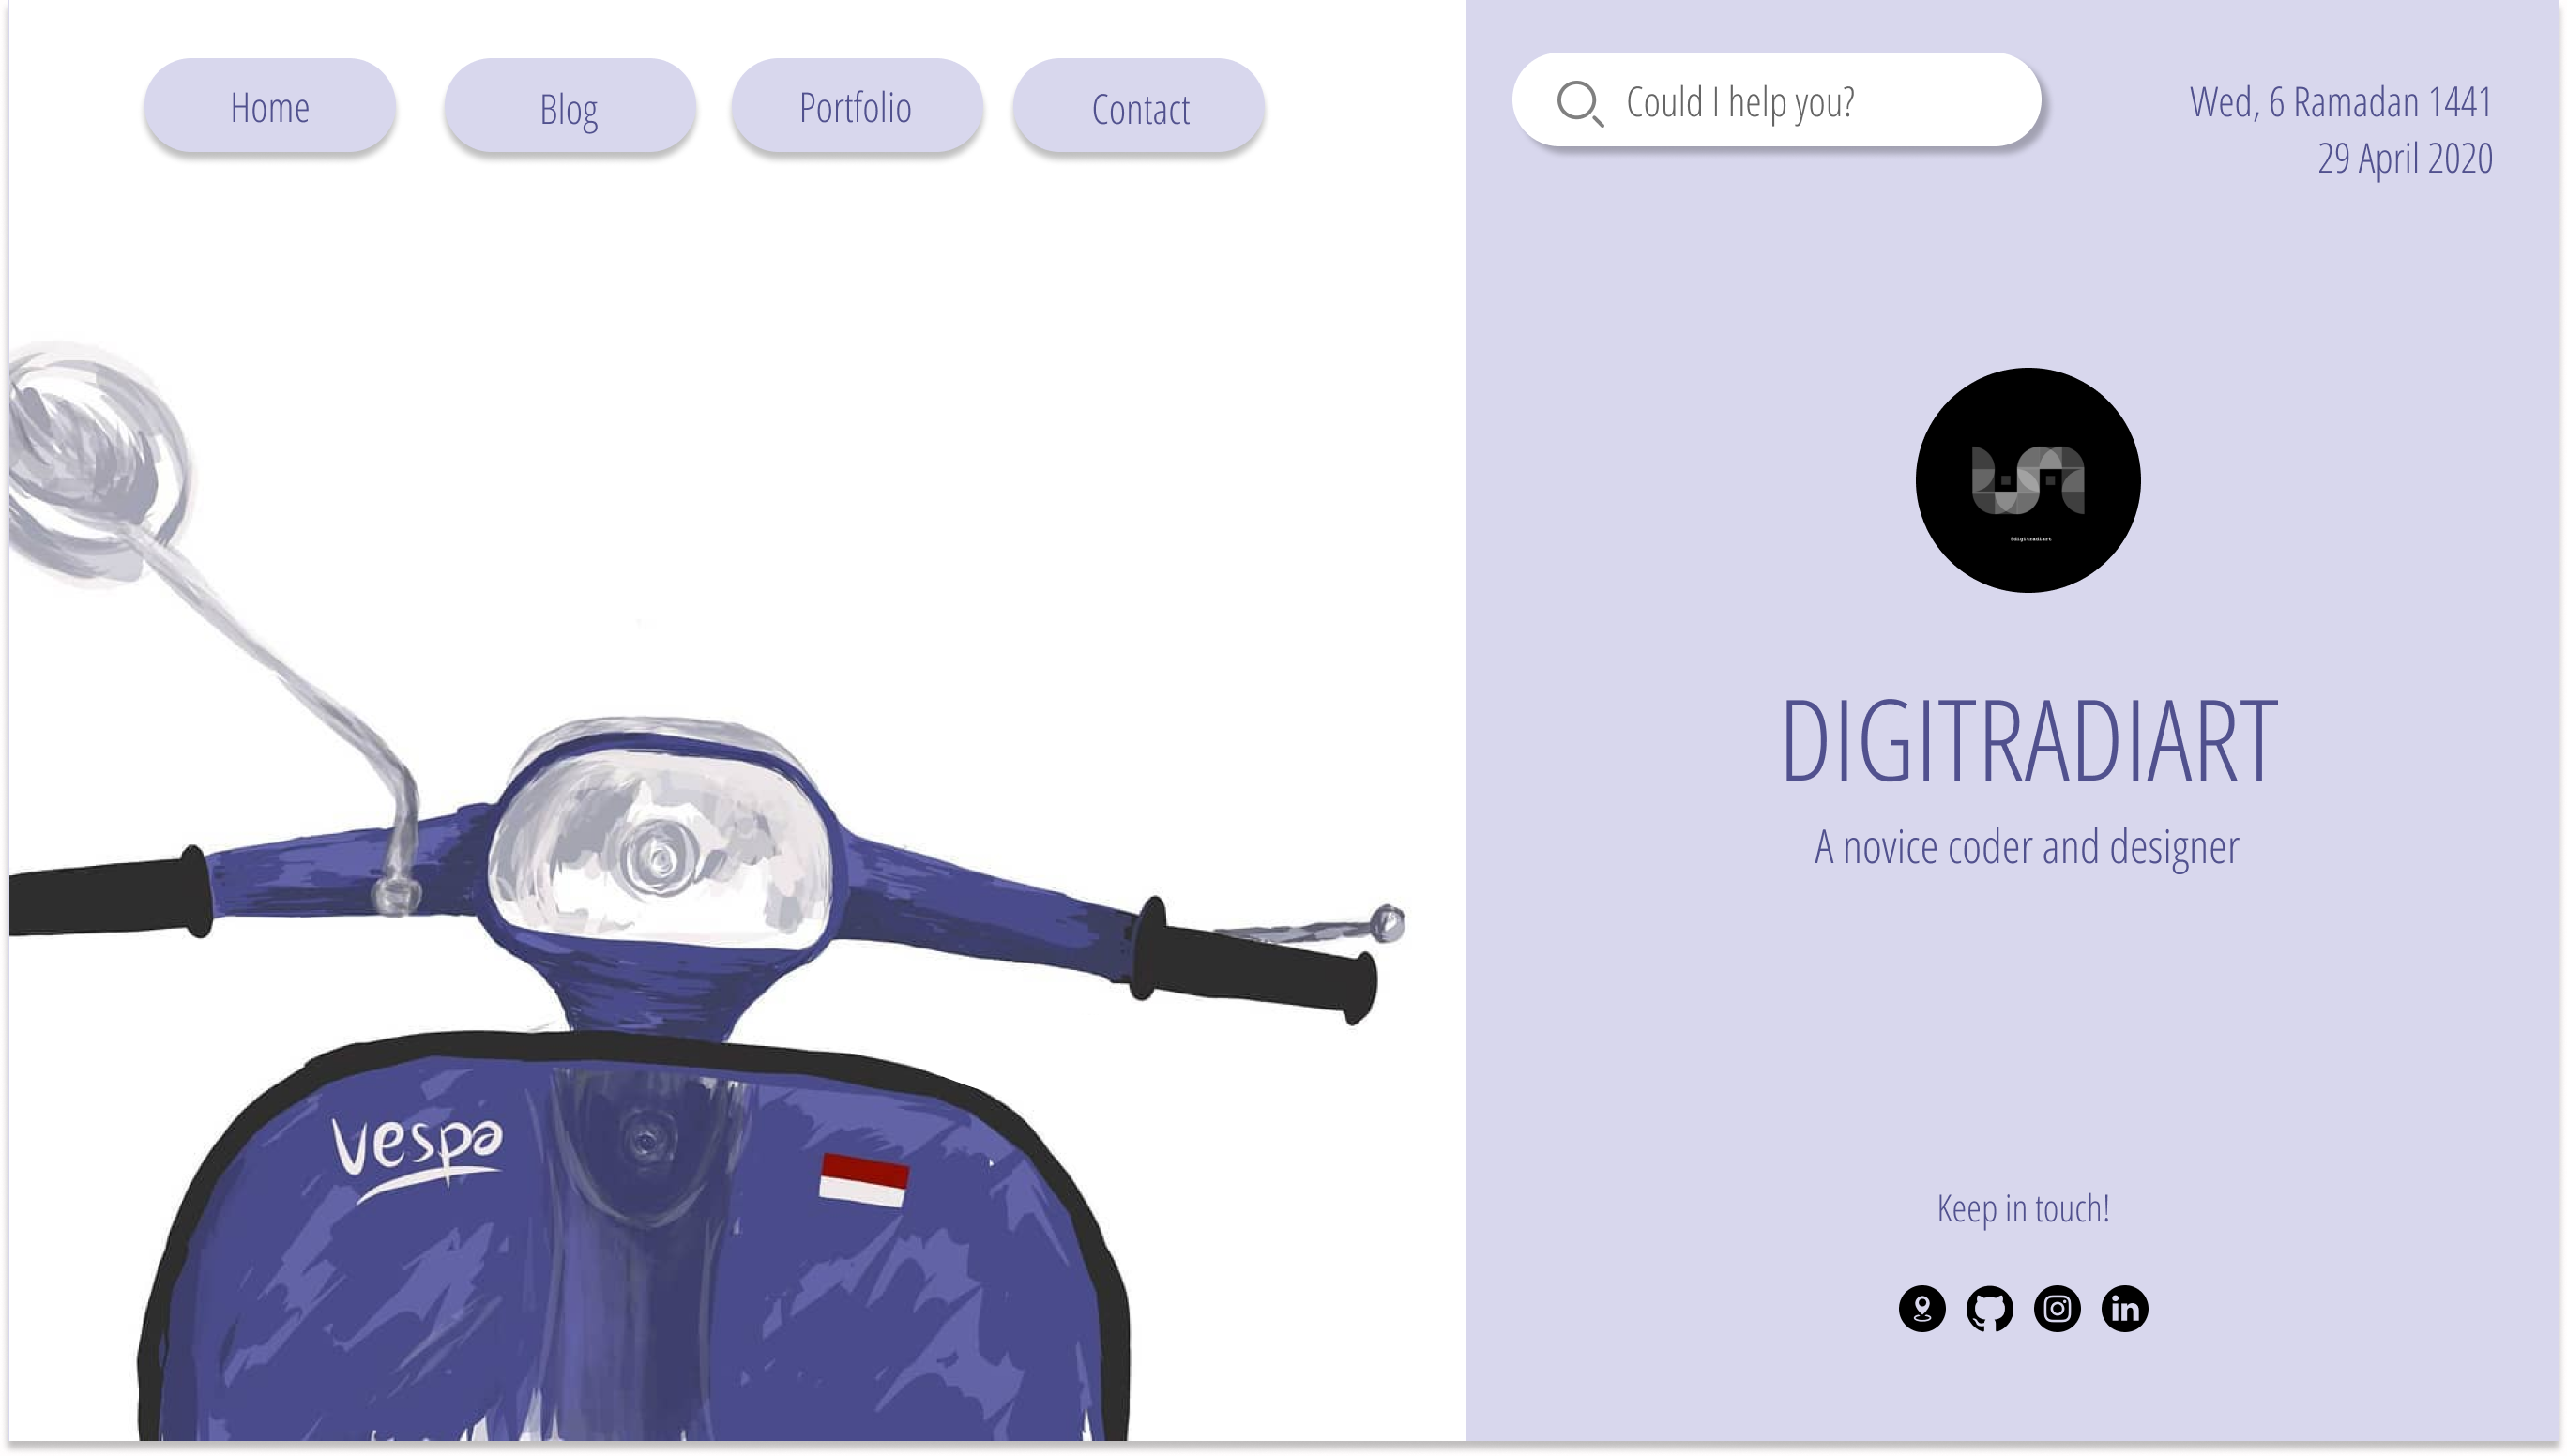 Home
Blog
Portfolio
Contact
Could I help you?
Wed, 6 Ramadan 1441
29 April 2020
@digitradiart
DIGITRADIART
A novice coder and designer
Vespa
Keep in touch!
in